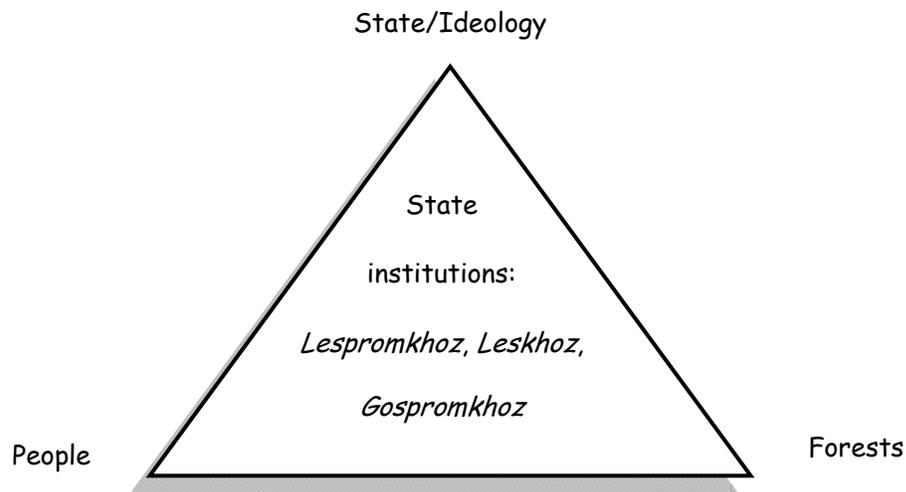 State/Ideology
State
institutions:
Lespromkhoz, Leskhoz,
Gospromkhoz
People
Forests